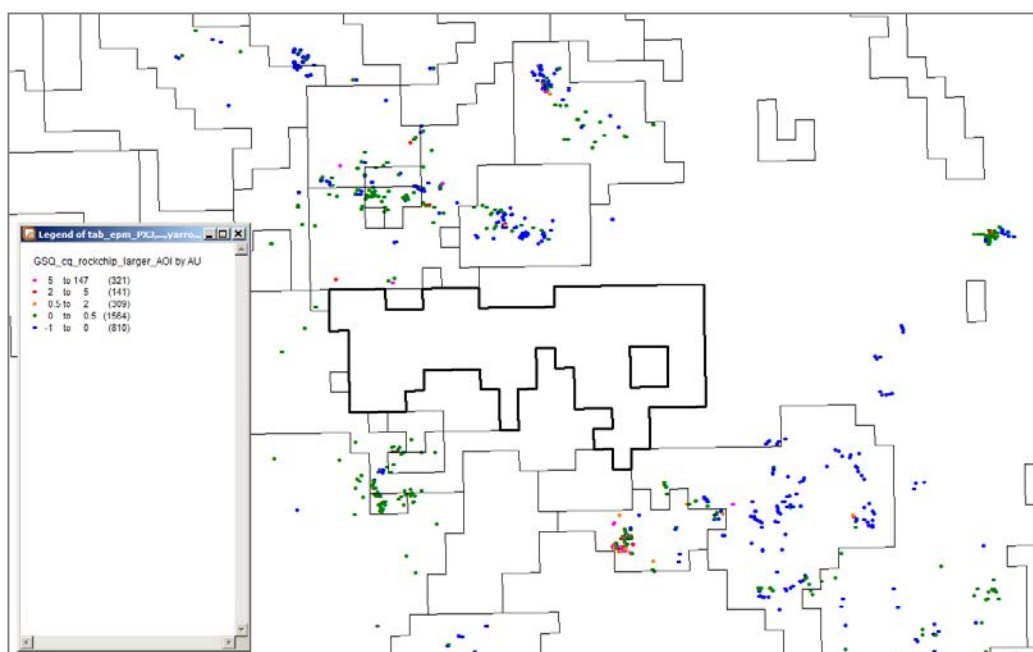 Legend of tab_epm_PXJ,...,yarro...
GSQ_cq_rockchip_larger_AOI by AU
5 to 147 (321)
2 to 5 (141)
0.5 to 2 (309)
0 to 0.5 (1564)
-1 to 0 (810)